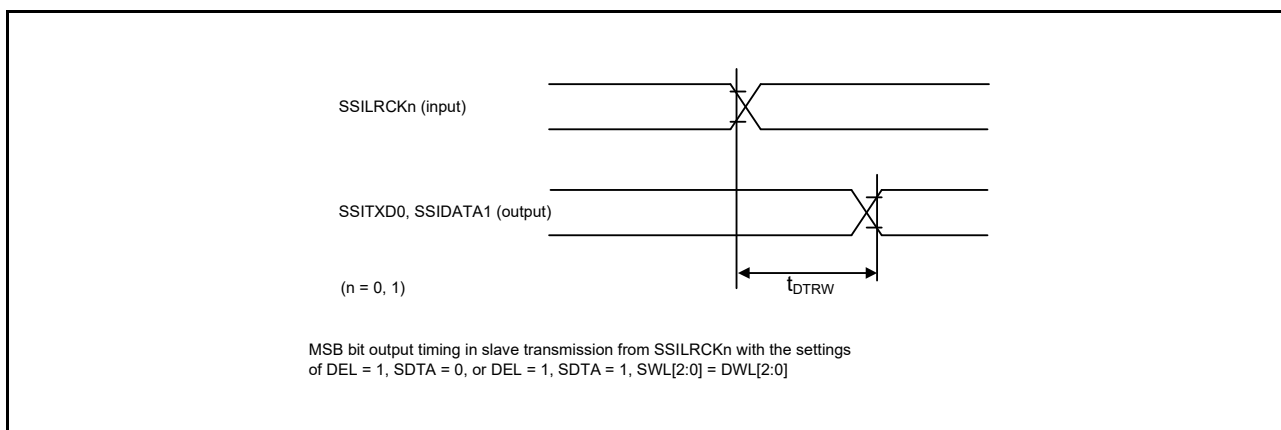 SSILRCKn (input)
SSITXD0, SSIDATA1 (output)
tDTRW
(n = 0, 1)
MSB bit output timing in slave transmission from SSILRCKn with the settings
of DEL = 1, SDTA = 0, or DEL = 1, SDTA = 1, SWL[2:0] = DWL[2:0]